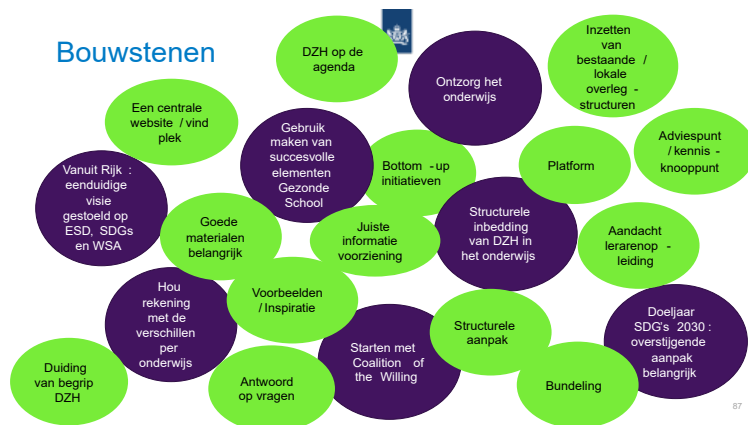 Bouwstenen
DZH op de
agenda
Ontzorg het
onderwijs
Inzetten
van
bestaande /
lokale
overleg -
structuren
Een centrale
website / vind
plek
Gebruik
maken van
succesvolle
elementen
Gezonde
School
Bottom - up
initiatieven
Platform
Adviespunt
/ kennis -
knooppunt
Vanuit Rijk :
eenduidige
visie
gestoeld op
ESD, SDGs
en WSA
Goede
materialen
belangrijk
Juiste
informatie
voorziening
Structurele
inbedding
van DZH in
het onderwijs
Aandacht
lerarenop -
leiding
Hou
rekening
met de
verschillen
per
onderwijs
Voorbeelden
/ Inspiratie
Structurele
aanpak
Doeljaar
SDG's 2030 :
overstijgende
aanpak
belangrijk
Duiding
van begrip
DZH
Antwoord
op vragen
Starten met
Coalition of
the Willing
Bundeling
87